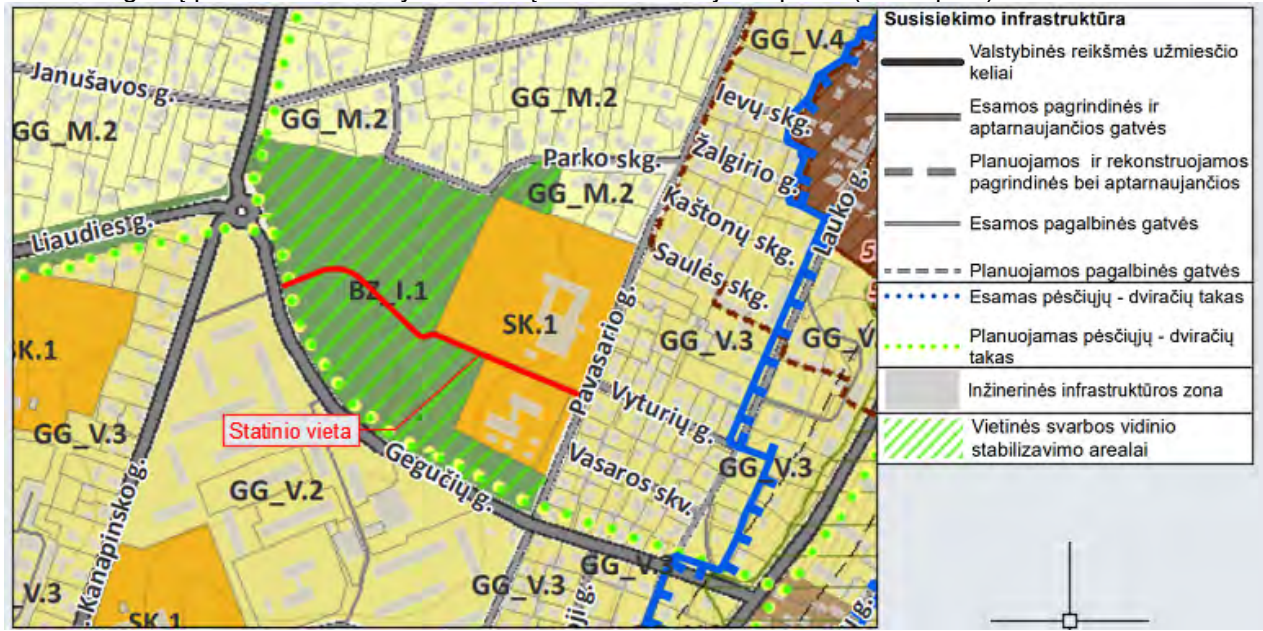 Susisiekimo infrastruktūra
Valstybinės reikšmės užmiesčio
keliai
Esamos pagrindinės ir
aptarnaujančios gatvės
Planuojamos ir rekonstruojamos
pagrindinės bei aptarnaujančios
Esamos pagalbinės gatvės
Planuojamos pagalbinės gatvės
Esamas pėsčiųjų - dviračių takas
Planuojamas pėsčiųjų - dviračių
takas
Inžinerinės infrastruktūros zona
Vietinės svarbos vidinio
stabilizavimo arealai
GG_V.4
Janušavos g.
GG_M.2
GG_M.2
GG_M.2
Ievų skg.
Parko skg.
Žalgirio g.
GG_M.2
Kaštonų skg.
Lauko g.
Liaudies g.
Saulės skg.
5
BZ_I.1
SK.1
Pavasario g.
GG_V.3
GG_V
K.1
Statinio vieta
Vyturių g.
GG_V.3
Gegučių g.
Vasaros skv.
GG_V.3
GG_V.2
Kanapinsko g.
GG_V.3
GG_V.3
_V.3
SK.1
oji g.
g.